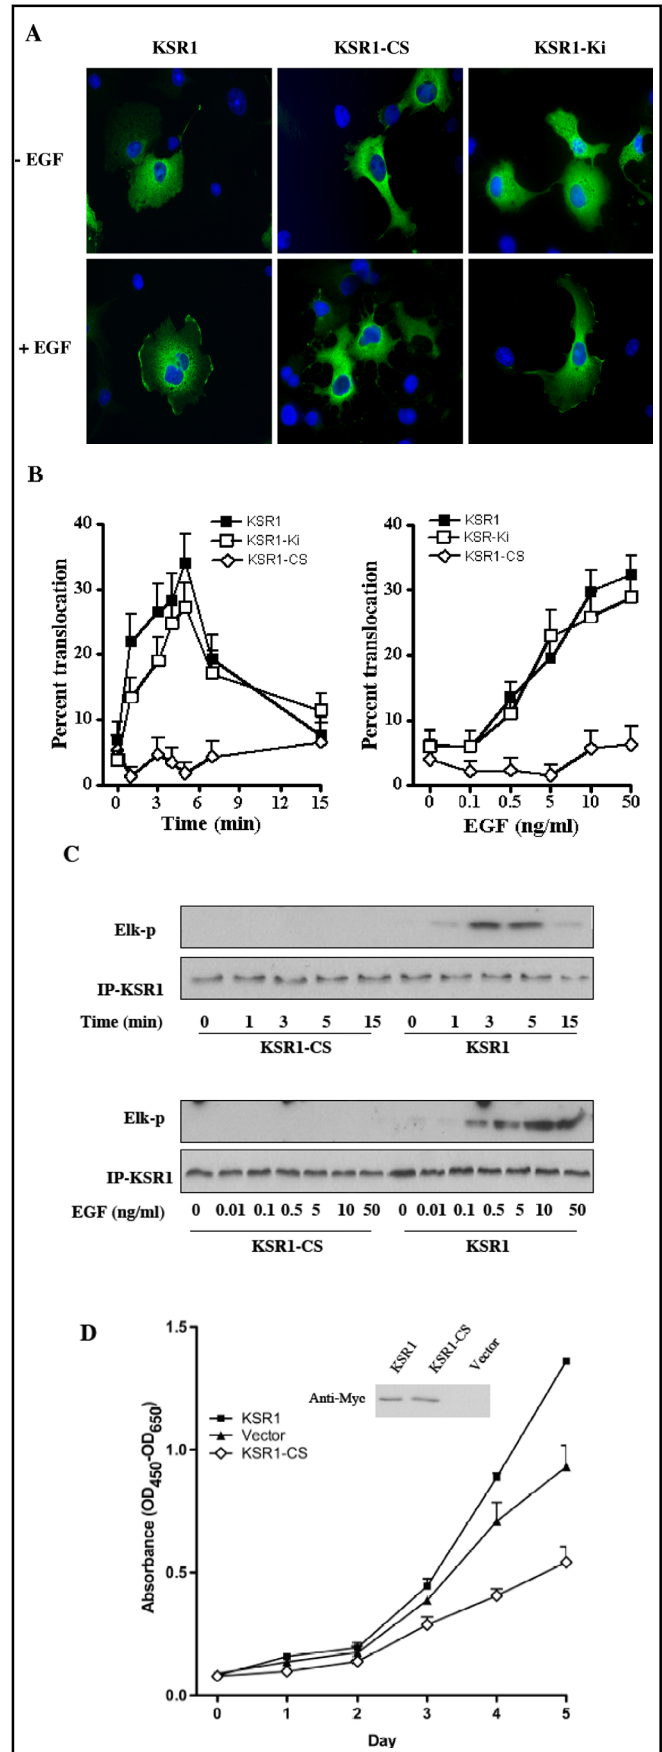 A
KSR1 KSR1-CS KSR1-Ki
- EGF
+ EGF
B
40
30
20
10
0
Percent translocation
KSR1
KSR1-Ki
KSR1-CS
0 3 6 9 12 15
Time (min)
40
30
20
10
0
Percent translocation
KSR1
KSR-Ki
KSR1-CS
0 0.1 0.5 5 10 50
EGF (ng/ml)
C
Elk-p
IP-KSR1
Time (min) 0 1 3 5 15 0 1 3 5 15
KSR1-CS KSR1
Elk-p
IP-KSR1
EGF (ng/ml) 0 0.01 0.1 0.5 5 10 50 0 0.01 0.1 0.5 5 10 50
KSR1-CS KSR1
D
1.5
1.0
0.5
0.0
Absorbance (OD450-OD650)
KSR1
Vector
KSR1-CS
KSR1 KSR1-CS Vector
Anti-Myc
0 1 2 3 4 5
Day